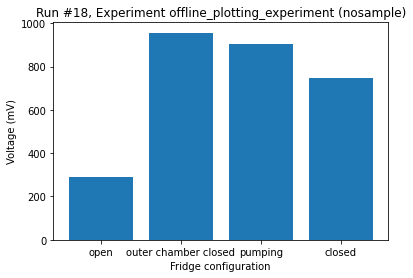 Run #18, Experiment offline_plotting_experiment (nosample)
1000
800
600
400
200
0
Voltage (mV)
open
outer chamber closed
pumping
closed
Fridge configuration